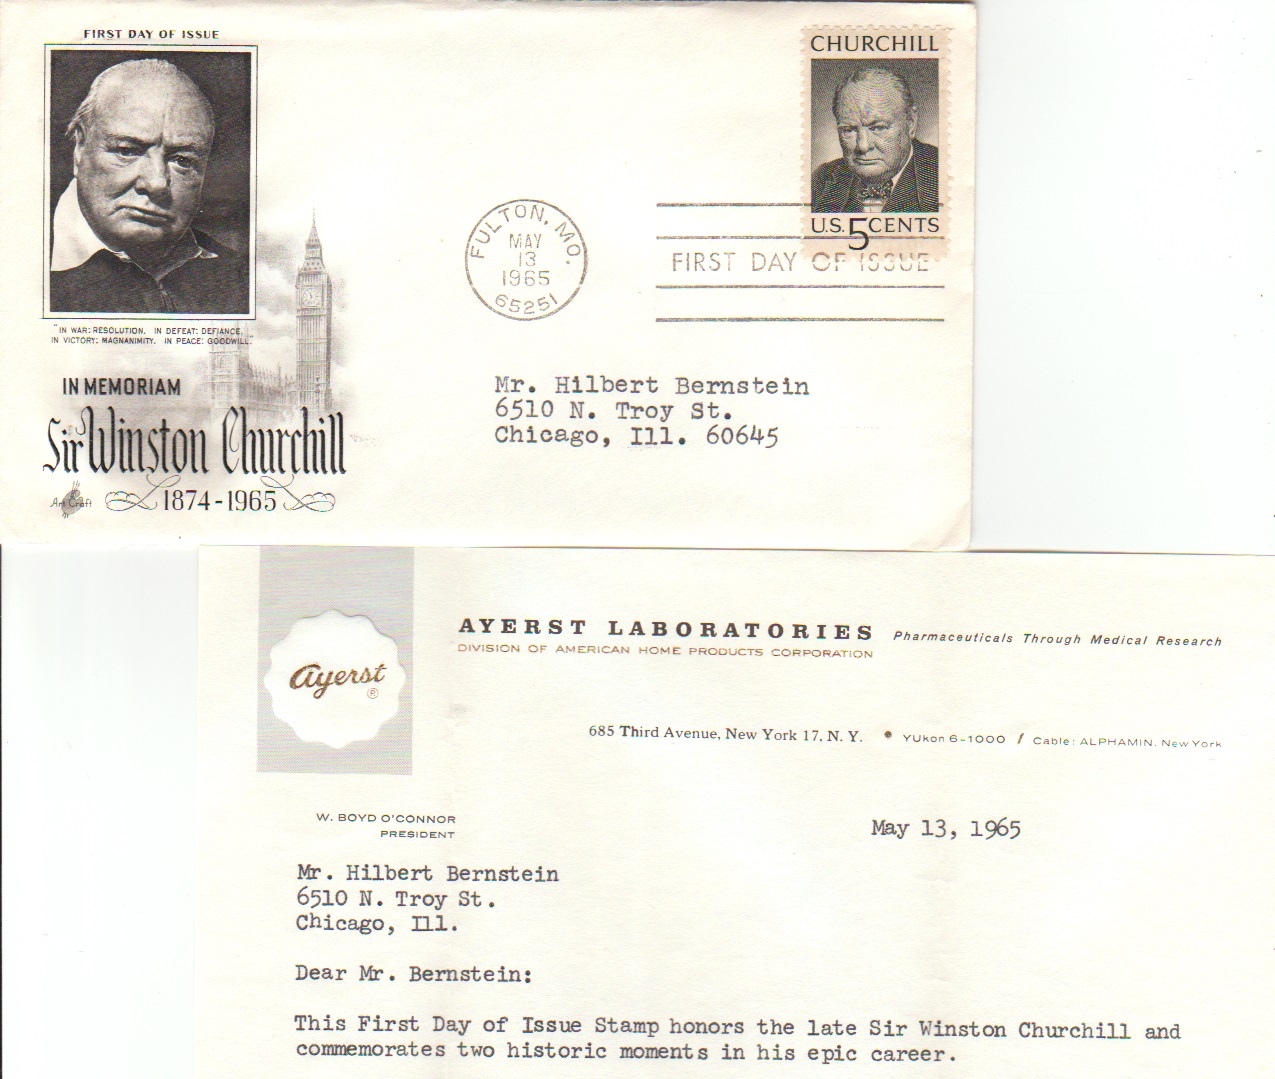 FIRST DAY OF ISSUE
"IN WAR: RESOLUTION. IN DEFEAT: DEFIANCE.
IN VICTORY: MAGNANIMITY. IN PEACE: GOODWILL."
IN MEMORIAM
Sir Winston Churchill
Art Craft
1874-1965
CHURCHILL
U.S. 5 CENTS
FULTON, MO.
MAY
13
1965
65251
FIRST DAY OF ISSUE
Mr. Hilbert Bernstein
6510 N. Troy St.
Chicago, Ill. 60645
Ayerst
®
AYERST LABORATORIES Pharmaceuticals Through Medical Research
DIVISION OF AMERICAN HOME PRODUCTS CORPORATION
685 Third Avenue, New York 17, N. Y. • YUkon 6-1000 / Cable: ALPHAMIN. New York
W. BOYD O'CONNOR
PRESIDENT
May 13, 1965
Mr. Hilbert Bernstein
6510 N. Troy St.
Chicago, Ill.
Dear Mr. Bernstein:
This First Day of Issue Stamp honors the late Sir Winston Churchill and
commemorates two historic moments in his epic career.